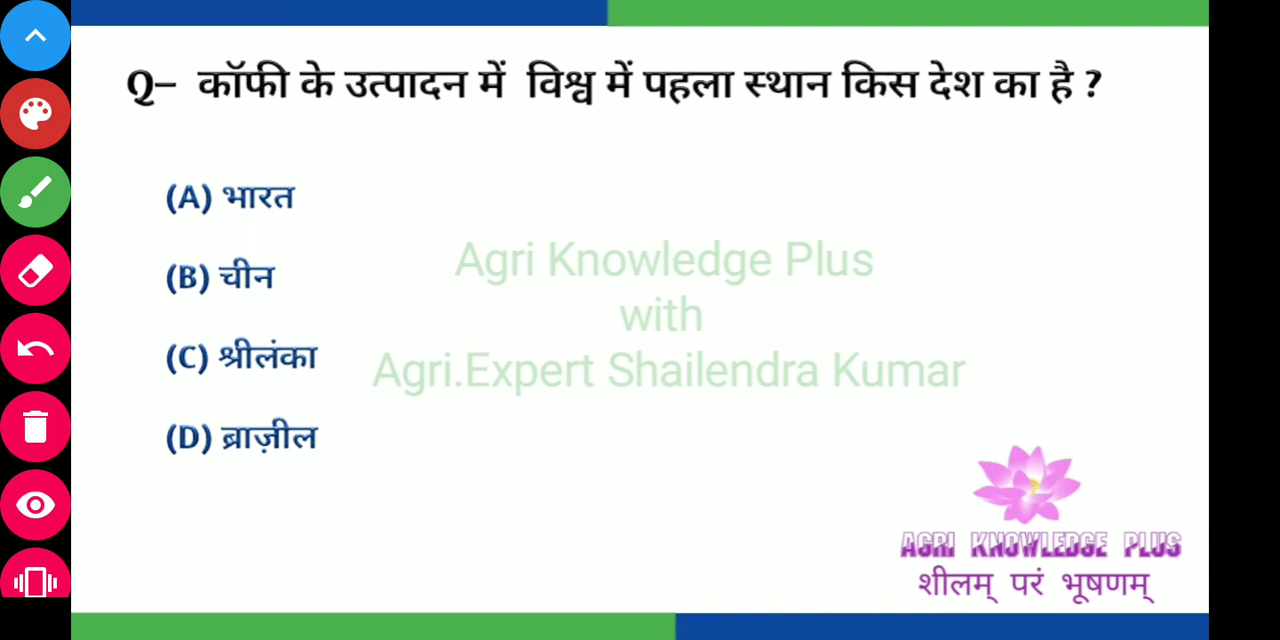 Q– कॉफी के उत्पादन में विश्व में पहला स्थान किस देश का है ?
(A) भारत
(B) चीन
(C) श्रीलंका
(D) ब्राज़ील
Agri Knowledge Plus
with
Agri.Expert Shailendra Kumar
AGRI KNOWLEDGE PLUS
शीलम् परं भूषणम्